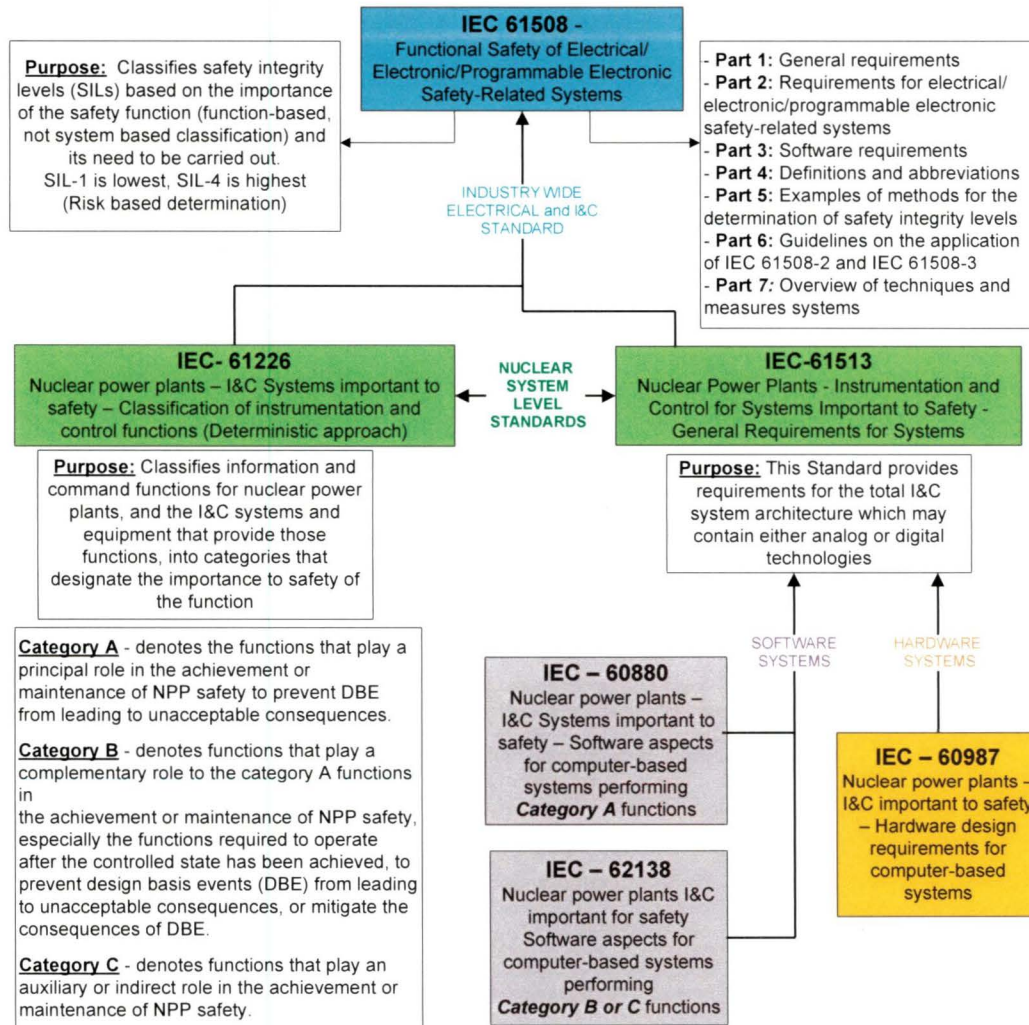 IEC 61508 -
Functional Safety of Electrical/
Electronic/Programmable Electronic
Safety-Related Systems
Purpose: Classifies safety integrity
levels (SILs) based on the importance
of the safety function (function-based,
not system based classification) and
its need to be carried out.
SIL-1 is lowest, SIL-4 is highest
(Risk based determination)
- Part 1: General requirements
- Part 2: Requirements for electrical/
electronic/programmable electronic
safety-related systems
- Part 3: Software requirements
- Part 4: Definitions and abbreviations
- Part 5: Examples of methods for the
determination of safety integrity levels
- Part 6: Guidelines on the application
of IEC 61508-2 and IEC 61508-3
- Part 7: Overview of techniques and
measures systems
INDUSTRY WIDE
ELECTRICAL and I&C
STANDARD
IEC- 61226
Nuclear power plants – I&C Systems important to
safety – Classification of instrumentation and
control functions (Deterministic approach)
NUCLEAR
SYSTEM
LEVEL
STANDARDS
IEC-61513
Nuclear Power Plants - Instrumentation and
Control for Systems Important to Safety -
General Requirements for Systems
Purpose: Classifies information and
command functions for nuclear power
plants, and the I&C systems and
equipment that provide those
functions, into categories that
designate the importance to safety of
the function
Purpose: This Standard provides
requirements for the total I&C
system architecture which may
contain either analog or digital
technologies
Category A - denotes the functions that play a
principal role in the achievement or
maintenance of NPP safety to prevent DBE
from leading to unacceptable consequences.
Category B - denotes functions that play a
complementary role to the category A functions
in
the achievement or maintenance of NPP safety,
especially the functions required to operate
after the controlled state has been achieved, to
prevent design basis events (DBE) from leading
to unacceptable consequences, or mitigate the
consequences of DBE.
Category C - denotes functions that play an
auxiliary or indirect role in the achievement or
maintenance of NPP safety.
SOFTWARE
SYSTEMS
HARDWARE
SYSTEMS
IEC – 60880
Nuclear power plants –
I&C Systems important to
safety – Software aspects
for computer-based
systems performing
Category A functions
IEC – 62138
Nuclear power plants I&C
important for safety
Software aspects for
computer-based systems
performing
Category B or C functions
IEC – 60987
Nuclear power plants –
I&C important to safety
– Hardware design
requirements for
computer-based
systems